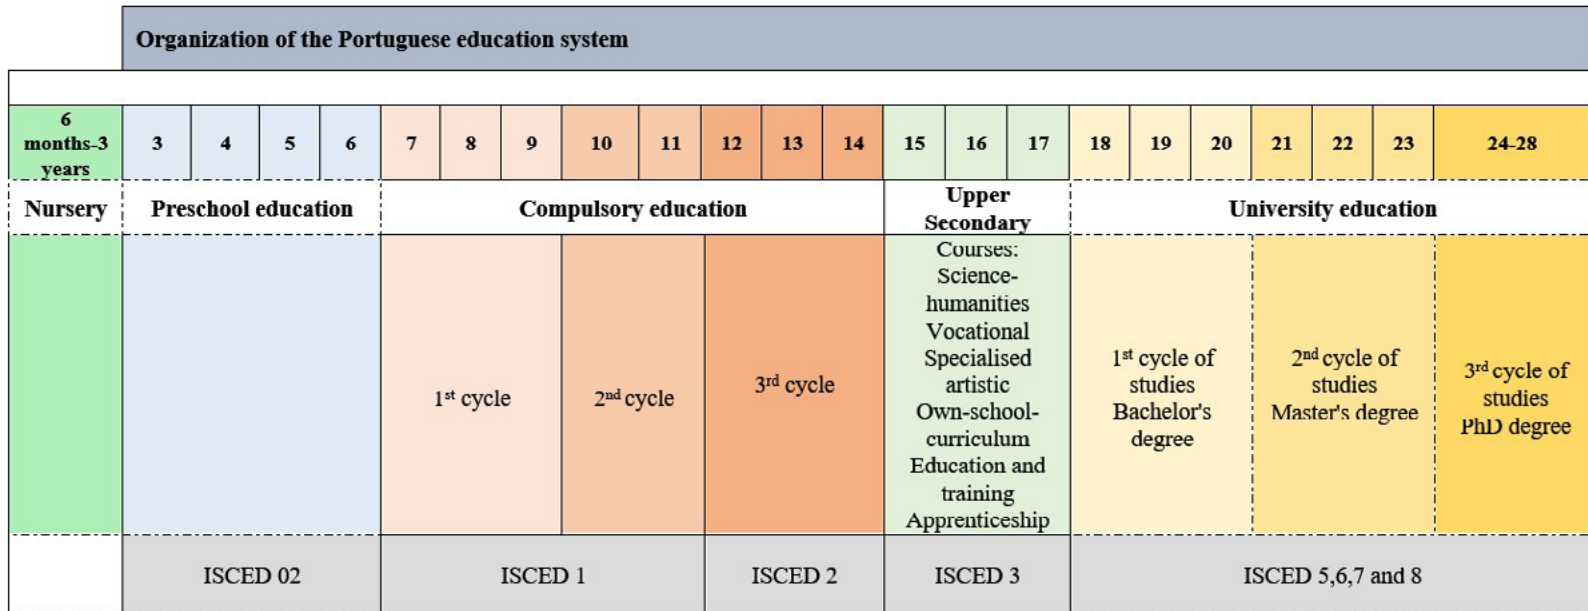 Organization of the Portuguese education system
6
months-3
years
3 4 5 6 7 8 9 10 11 12 13 14 15 16 17 18 19 20 21 22 23 24-28
Nursery
Preschool education
Compulsory education
Upper
Secondary
University education
1st cycle
2nd cycle
3rd cycle
Courses:
Science-
humanities
Vocational
Specialised
artistic
Own-school-
curriculum
Education and
training
Apprenticeship
1st cycle of
studies
Bachelor's
degree
2nd cycle of
studies
Master's degree
3rd cycle of
studies
PhD degree
ISCED 02
ISCED 1
ISCED 2
ISCED 3
ISCED 5,6,7 and 8